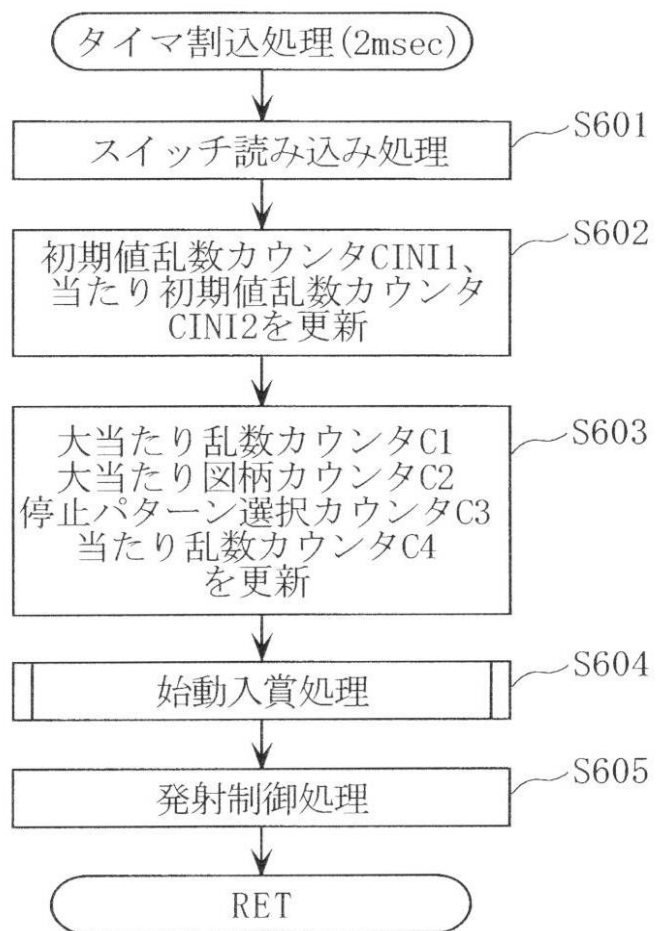 タイマ割込処理(2msec)
スイッチ読み込み処理
S601
初期値乱数カウンタCINI1、
当たり初期値乱数カウンタ
CINI2を更新
S602
大当たり乱数カウンタC1
大当たり図柄カウンタC2
停止パターン選択カウンタC3
当たり乱数カウンタC4
を更新
S603
始動入賞処理
S604
発射制御処理
S605
RET